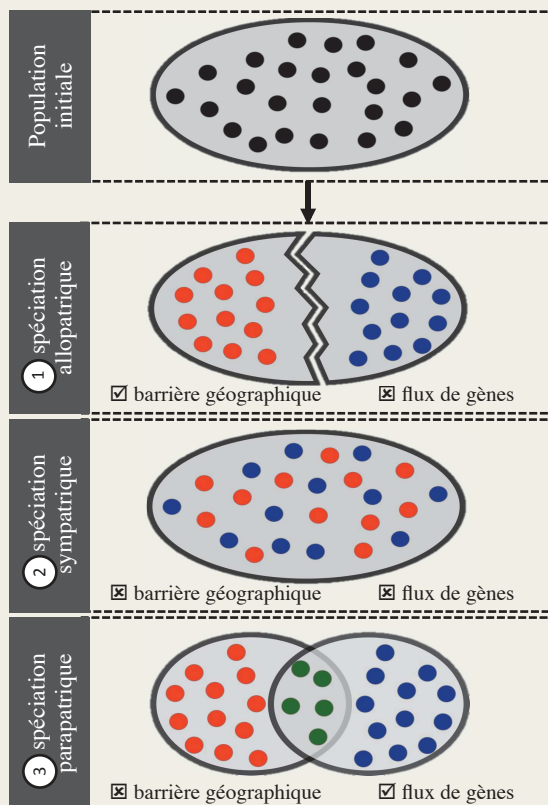 Population
initiale
1 spéciation
allopatrique
☑ barrière géographique ☒ flux de gènes
2 spéciation
sympatrique
☒ barrière géographique ☒ flux de gènes
3 spéciation
parapatrique
☒ barrière géographique ☑ flux de gènes